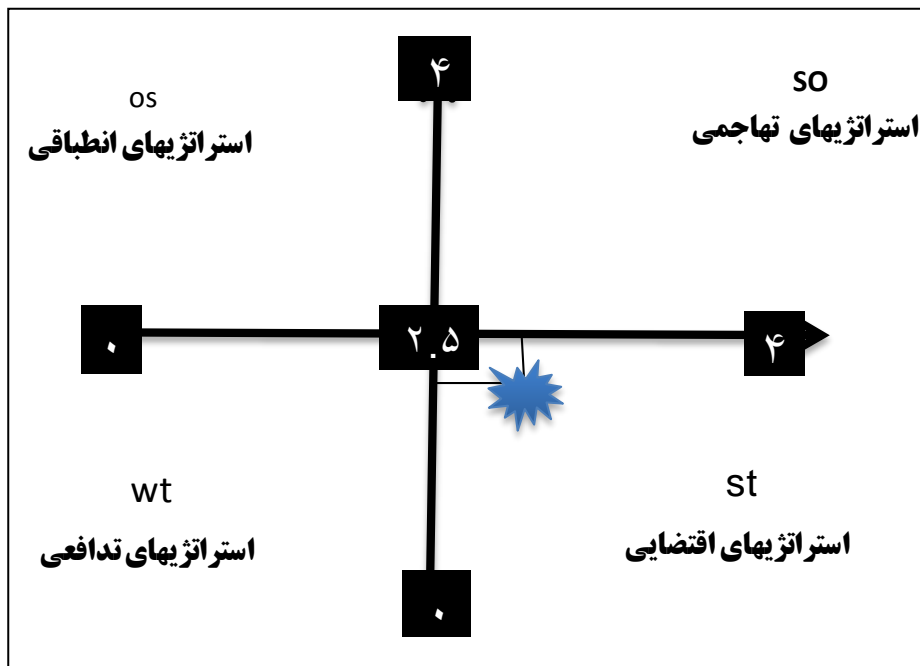 ۴
so
استراتژیهای تهاجمی
os
استراتژیهای انطباقی
۰
۲.۵
۴
wt
استراتژیهای تدافعی
st
استراتژیهای اقتضایی
۰